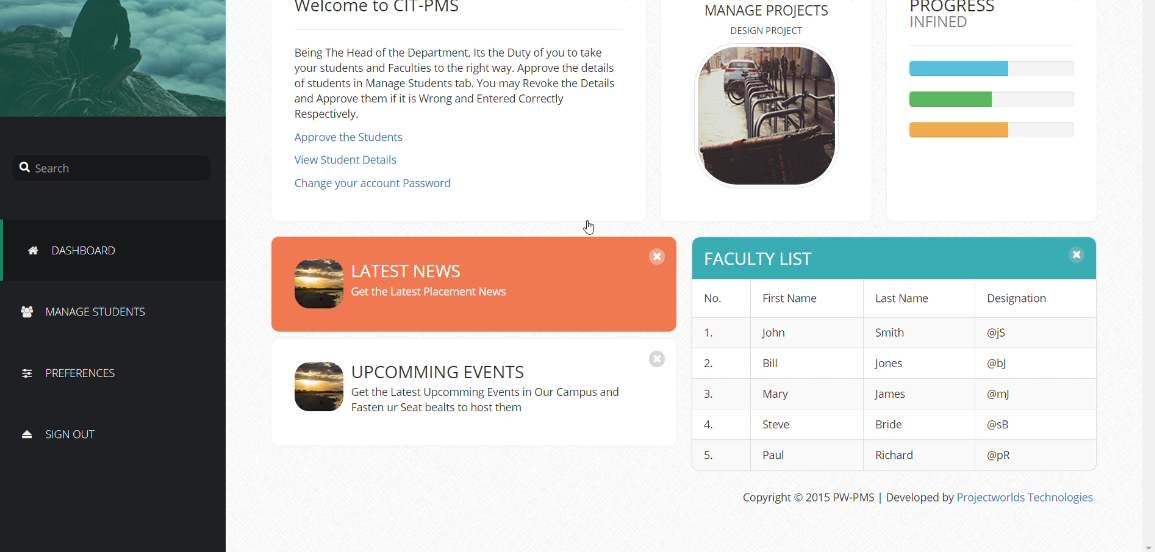 Welcome to CIT-PMS
Being The Head of the Department, Its the Duty of you to take
your students and Faculties to the right way. Approve the details
of students in Manage Students tab. You may Revoke the Details
and Approve them if it is Wrong and Entered Correctly
Respectively.
Approve the Students
View Student Details
Change your account Password
MANAGE PROJECTS
DESIGN PROJECT
PROGRESS
INFINED
Search
DASHBOARD
MANAGE STUDENTS
PREFERENCES
SIGN OUT
LATEST NEWS
Get the Latest Placement News
UPCOMMING EVENTS
Get the Latest Upcomming Events in Our Campus and
Fasten ur Seat bealts to host them
FACULTY LIST
No. First Name Last Name Designation
1. John Smith @jS
2. Bill Jones @bJ
3. Mary James @mJ
4. Steve Bride @sB
5. Paul Richard @pR
Copyright © 2015 PW-PMS | Developed by Projectworlds Technologies